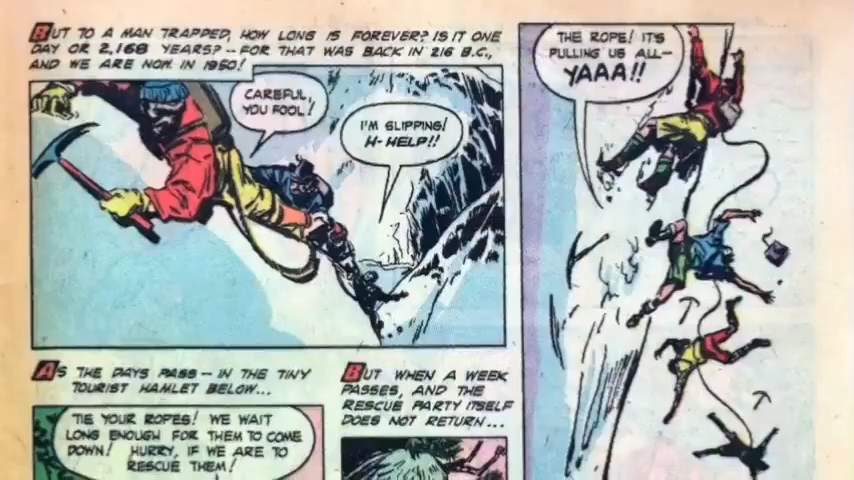 BUT TO A MAN TRAPPED, HOW LONG IS FOREVER? IS IT ONE
DAY OR 2,168 YEARS? -- FOR THAT WAS BACK IN 216 B.C.,
AND WE ARE NOW IN 1950!
CAREFUL,
YOU FOOL!
I'M SLIPPING!
H-HELP!!
THE ROPE! IT'S
PULLING US ALL--
YAAA!!
AS THE DAYS PASS -- IN THE TINY
TOURIST HAMLET BELOW...
TIE YOUR ROPES! WE WAIT
LONG ENOUGH FOR THEM TO COME
DOWN! HURRY, IF WE ARE TO
RESCUE THEM!
BUT WHEN A WEEK
PASSES, AND THE
RESCUE PARTY ITSELF
DOES NOT RETURN...